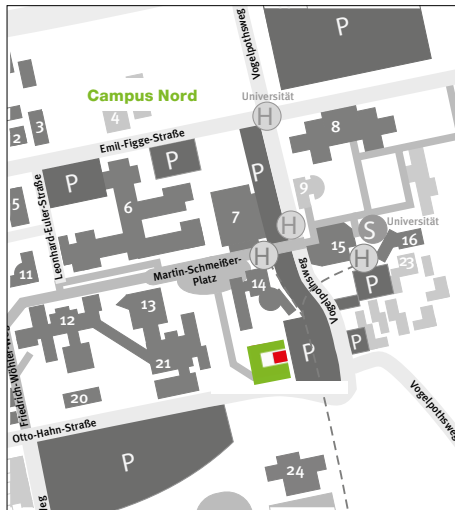 P
Vogelpothsweg
Campus Nord
Universität
H
2
3
4
Emil-Figge-Straße
8
P
P
P
5
Leonhard-Euler-Straße
6
9
7
H
S
Universität
15
16
H
23
11
Martin-Schmeißer-
Platz
H
14
P
Vogelpothsweg
12
13
21
P
P
Friedrich-Wöhler-Weg
20
Otto-Hahn-Straße
Vogelpothsweg
P
24
Weg